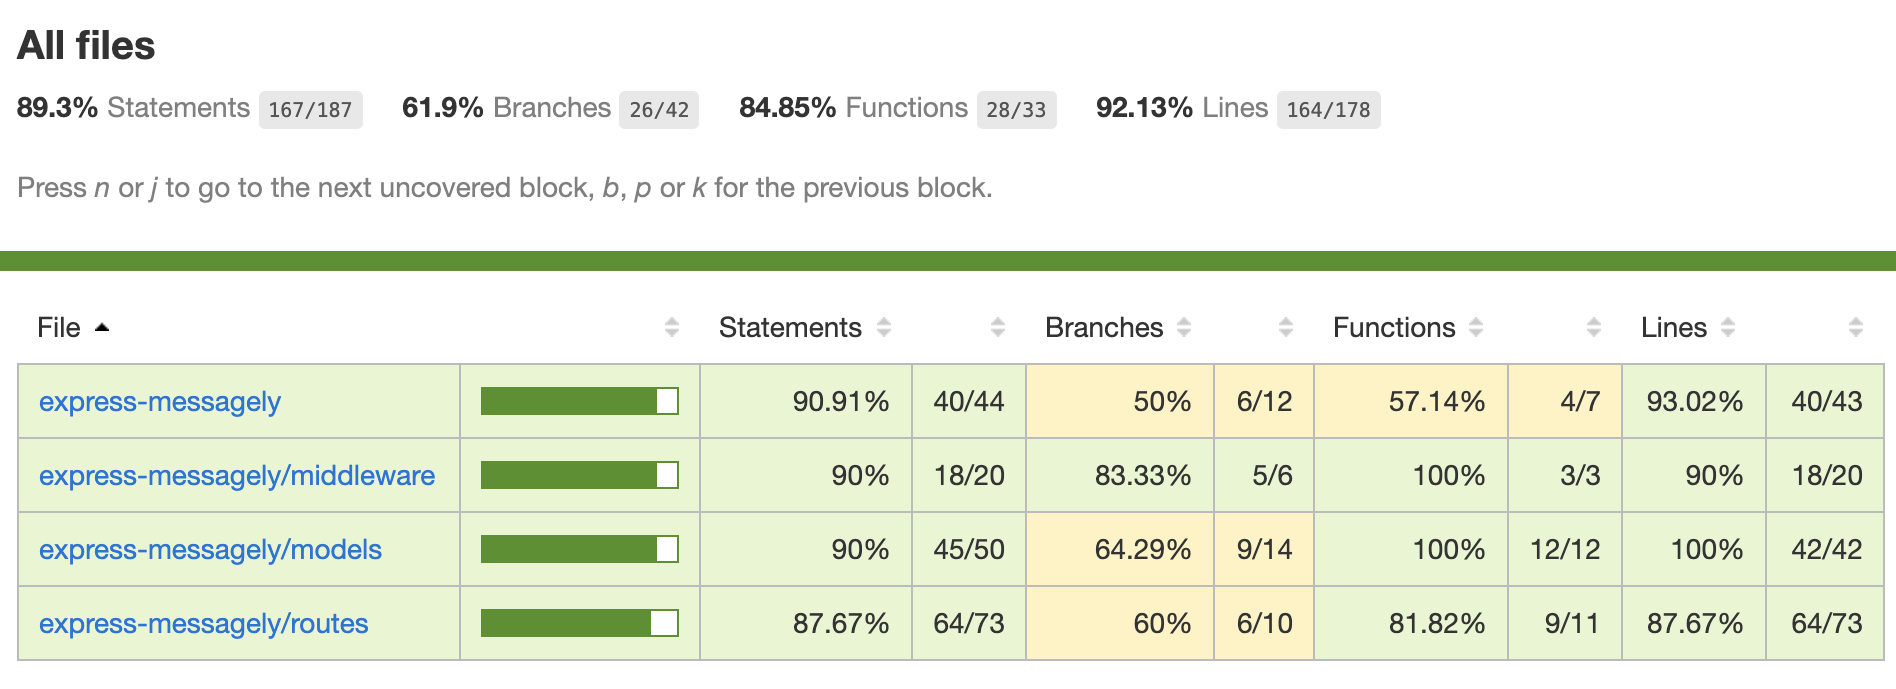 All files
89.3% Statements 167/187 61.9% Branches 26/42 84.85% Functions 28/33 92.13% Lines 164/178
Press n or j to go to the next uncovered block, b, p or k for the previous block.
File Statements Branches Functions Lines
express-messagely 90.91% 40/44 50% 6/12 57.14% 4/7 93.02% 40/43
express-messagely/middleware 90% 18/20 83.33% 5/6 100% 3/3 90% 18/20
express-messagely/models 90% 45/50 64.29% 9/14 100% 12/12 100% 42/42
express-messagely/routes 87.67% 64/73 60% 6/10 81.82% 9/11 87.67% 64/73